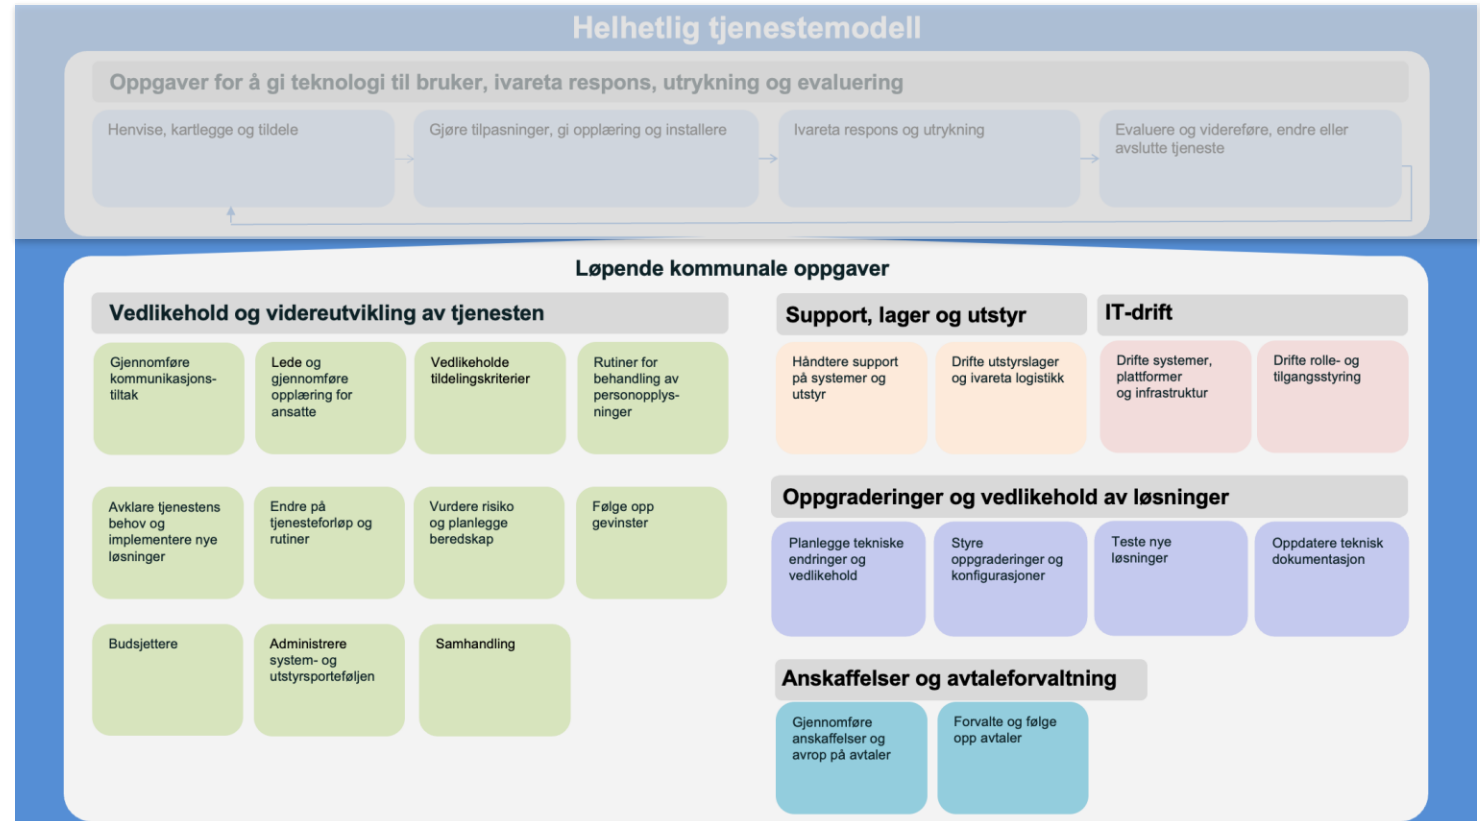 Helhetlig tjenestemodell
Oppgaver for å gi teknologi til bruker, ivareta respons, utrykning og evaluering
Henvise, kartlegge og tildele
Gjøre tilpasninger, gi opplæring og installere
Ivareta respons og utrykning
Evaluere og videreføre, endre eller
avslutte tjeneste
Løpende kommunale oppgaver
Vedlikehold og videreutvikling av tjenesten
Gjennomføre
kommunikasjons-
tiltak
Lede og
gjennomføre
opplæring for
ansatte
Vedlikeholde
tildelingskriterier
Rutiner for
behandling av
personopplys-
ninger
Avklare tjenestens
behov og
implementere nye
løsninger
Endre på
tjenesteforløp og
rutiner
Vurdere risiko
og planlegge
beredskap
Følge opp
gevinster
Budsjettere
Administrere
system- og
utstyrsporteføljen
Samhandling
Support, lager og utstyr
Håndtere support
på systemer og
utstyr
Drifte utstyrslager
og ivareta logistikk
IT-drift
Drifte systemer,
plattformer
og infrastruktur
Drifte rolle- og
tilgangsstyring
Oppgraderinger og vedlikehold av løsninger
Planlegge tekniske
endringer og
vedlikehold
Styre
oppgraderinger og
konfigurasjoner
Teste nye
løsninger
Oppdatere teknisk
dokumentasjon
Anskaffelser og avtaleforvaltning
Gjennomføre
anskaffelser og
avrop på avtaler
Forvalte og følge
opp avtaler